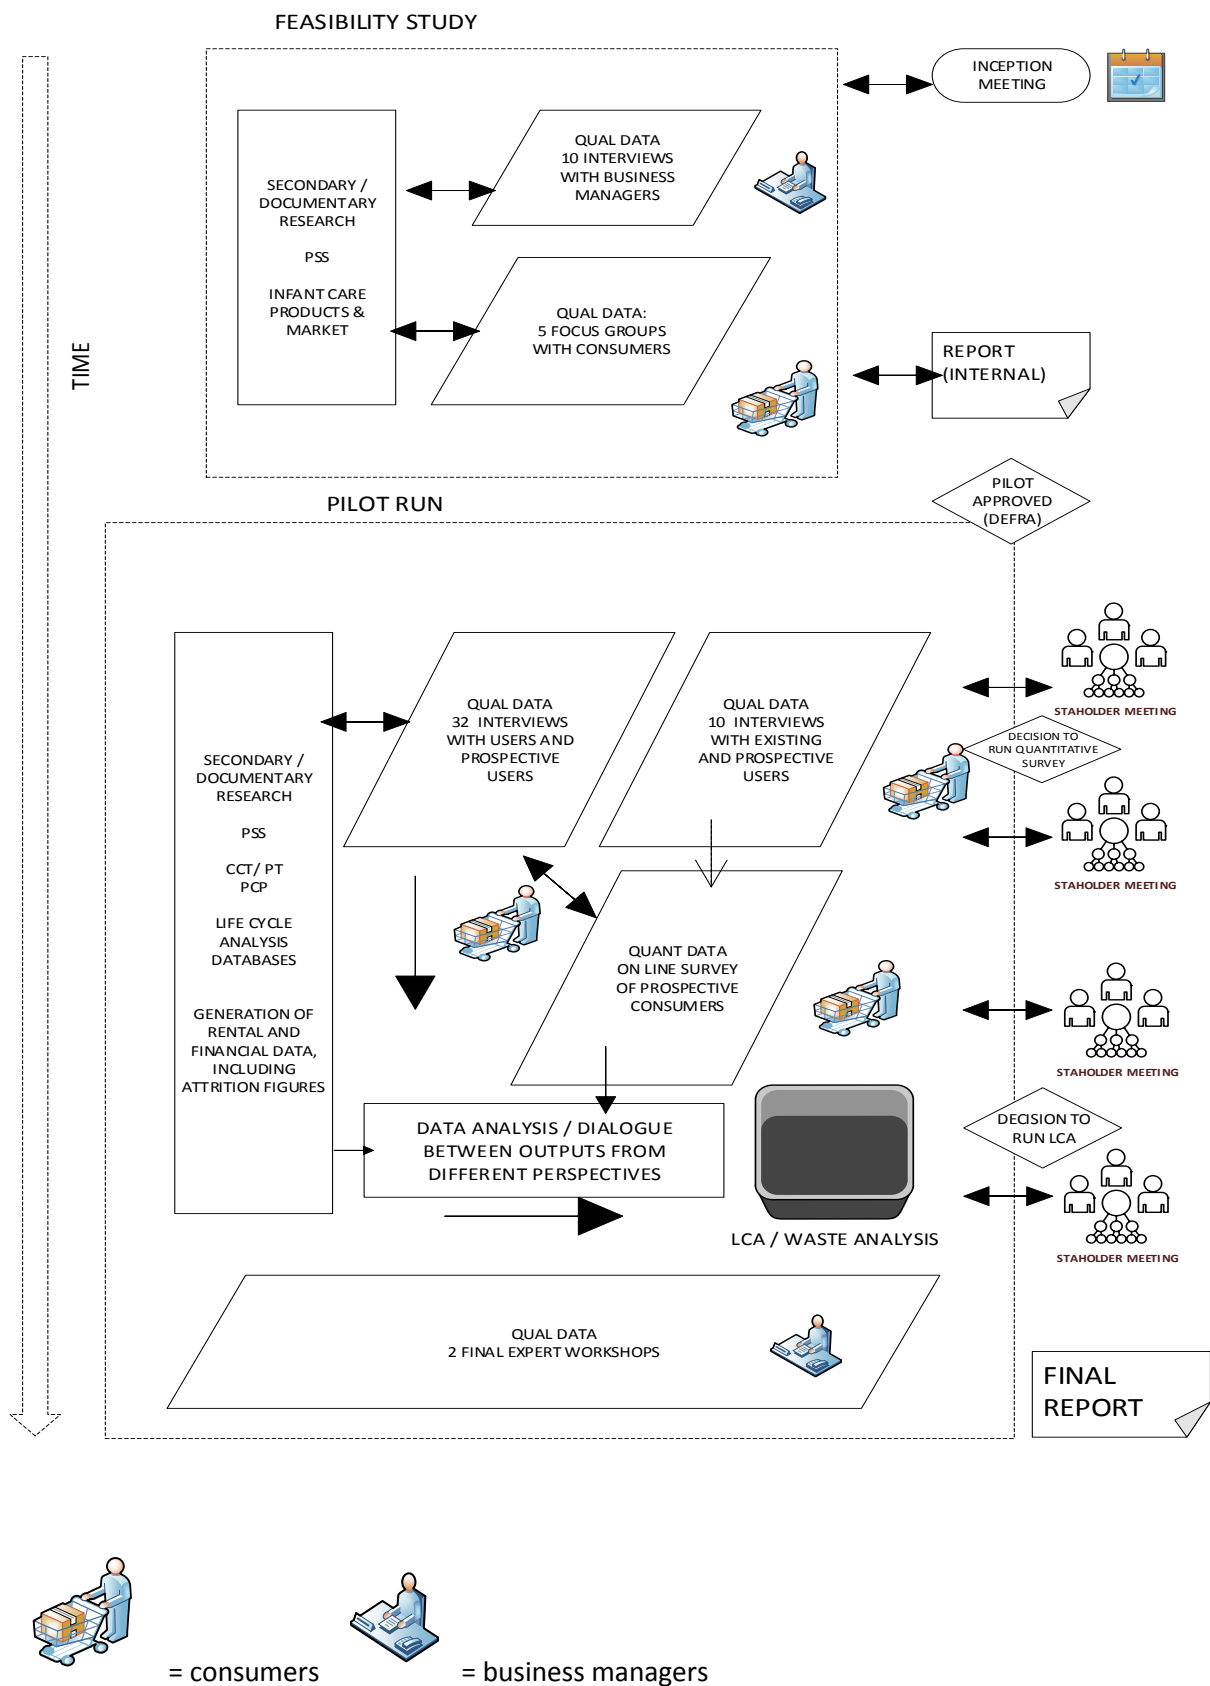 FEASIBILITY STUDY
INCEPTION
MEETING
QUAL DATA
10 INTERVIEWS
WITH BUSINESS
MANAGERS
SECONDARY /
DOCUMENTARY
RESEARCH
PSS
INFANT CARE
PRODUCTS &
MARKET
QUAL DATA:
5 FOCUS GROUPS
WITH CONSUMERS
TIME
REPORT
(INTERNAL)
PILOT RUN
PILOT
APPROVED
(DEFRA)
SECONDARY /
DOCUMENTARY
RESEARCH
PSS
CCT/ PT
PCP
LIFE CYCLE
ANALYSIS
DATABASES
GENERATION OF
RENTAL AND
FINANCIAL DATA,
INCLUDING
ATTRITION FIGURES
QUAL DATA
32 INTERVIEWS
WITH USERS AND
PROSPECTIVE
USERS
QUAL DATA
10 INTERVIEWS
WITH EXISTING
AND PROSPECTIVE
USERS
STAHOLDER MEETING
DECISION TO
RUN QUANTITATIVE
SURVEY
STAHOLDER MEETING
QUANT DATA
ON LINE SURVEY
OF PROSPECTIVE
CONSUMERS
STAHOLDER MEETING
DATA ANALYSIS / DIALOGUE
BETWEEN OUTPUTS FROM
DIFFERENT PERSPECTIVES
DECISION TO
RUN LCA
LCA / WASTE ANALYSIS
STAHOLDER MEETING
QUAL DATA
2 FINAL EXPERT WORKSHOPS
FINAL
REPORT
= consumers
= business managers